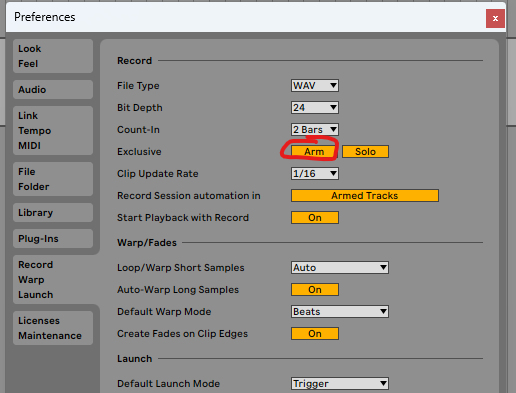 Preferences
x
Look
Feel
Audio
Link
Tempo
MIDI
File
Folder
Library
Plug-Ins
Record
Warp
Launch
Licenses
Maintenance
Record
File Type WAV
Bit Depth 24
Count-In 2 Bars
Exclusive Arm Solo
Clip Update Rate 1/16
Record Session automation in Armed Tracks
Start Playback with Record On
Warp/Fades
Loop/Warp Short Samples Auto
Auto-Warp Long Samples On
Default Warp Mode Beats
Create Fades on Clip Edges On
Launch
Default Launch Mode Trigger